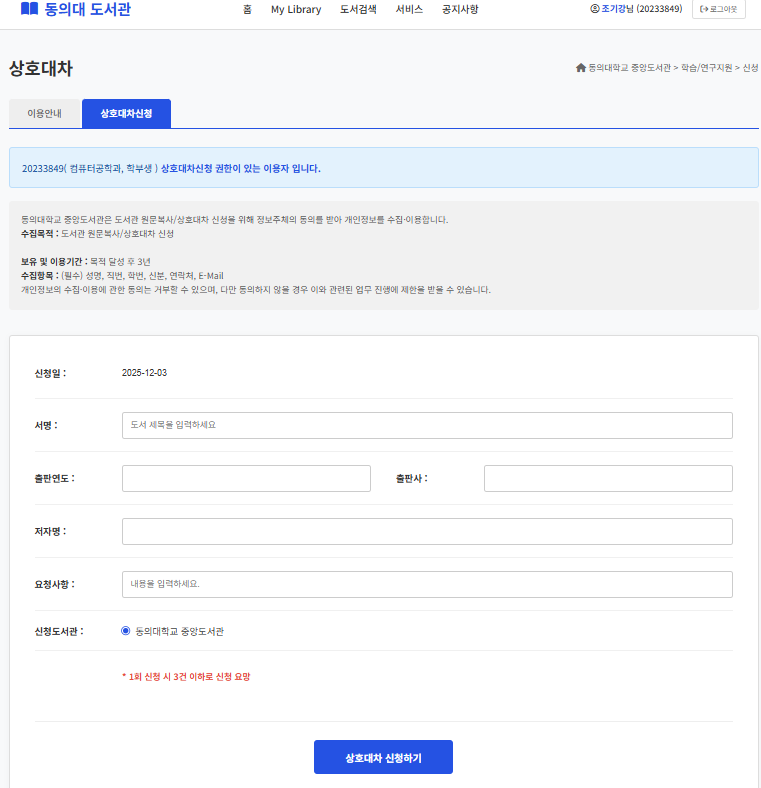 동의대 도서관
홈 My Library 도서검색 서비스 공지사항
조기강님 (20233849) 로그아웃
상호대차
동의대학교 중앙도서관 > 학습/연구지원 > 신청
이용안내 상호대차신청
20233849( 컴퓨터공학과, 학부생 ) 상호대차신청 권한이 있는 이용자 입니다.
동의대학교 중앙도서관은 도서관 원문복사/상호대차 신청을 위해 정보주체의 동의를 받아 개인정보를 수집·이용합니다.
수집목적 : 도서관 원문복사/상호대차 신청
보유 및 이용기간 : 목적 달성 후 3년
수집항목 : (필수) 성명, 직번, 학번, 신분, 연락처, E-Mail
개인정보의 수집·이용에 관한 동의는 거부할 수 있으며, 다만 동의하지 않을 경우 이와 관련된 업무 진행에 제한을 받을 수 있습니다.
신청일 : 2025-12-03
서명 : 도서 제목을 입력하세요
출판연도 : 출판사 :
저자명 :
요청사항 : 내용을 입력하세요.
신청도서관 : 동의대학교 중앙도서관
* 1회 신청 시 3건 이하로 신청 요망
상호대차 신청하기